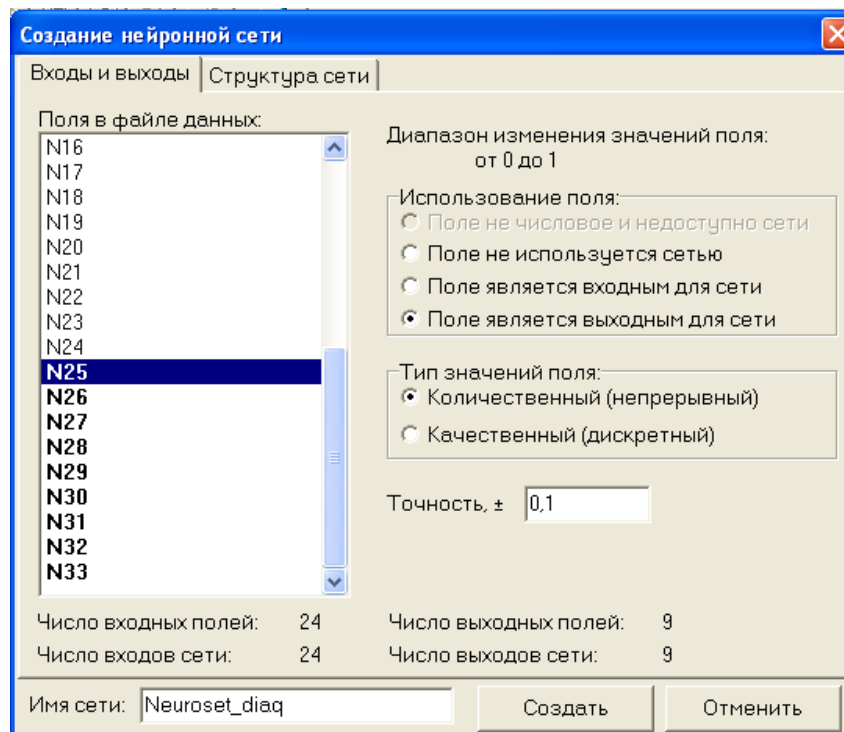 Создание нейронной сети
Входы и выходы
Структура сети
Поля в файле данных:
N16
N17
N18
N19
N20
N21
N22
N23
N24
N25
N26
N27
N28
N29
N30
N31
N32
N33
Диапазон изменения значений поля:
от 0 до 1
Использование поля:
Поле не числовое и недоступно сети
Поле не используется сетью
Поле является входным для сети
Поле является выходным для сети
Тип значений поля:
Количественный (непрерывный)
Качественный (дискретный)
Точность, ± 0,1
Число входных полей: 24
Число выходных полей: 9
Число входов сети: 24
Число выходов сети: 9
Имя сети: Neuroset_diaq
Создать
Отменить